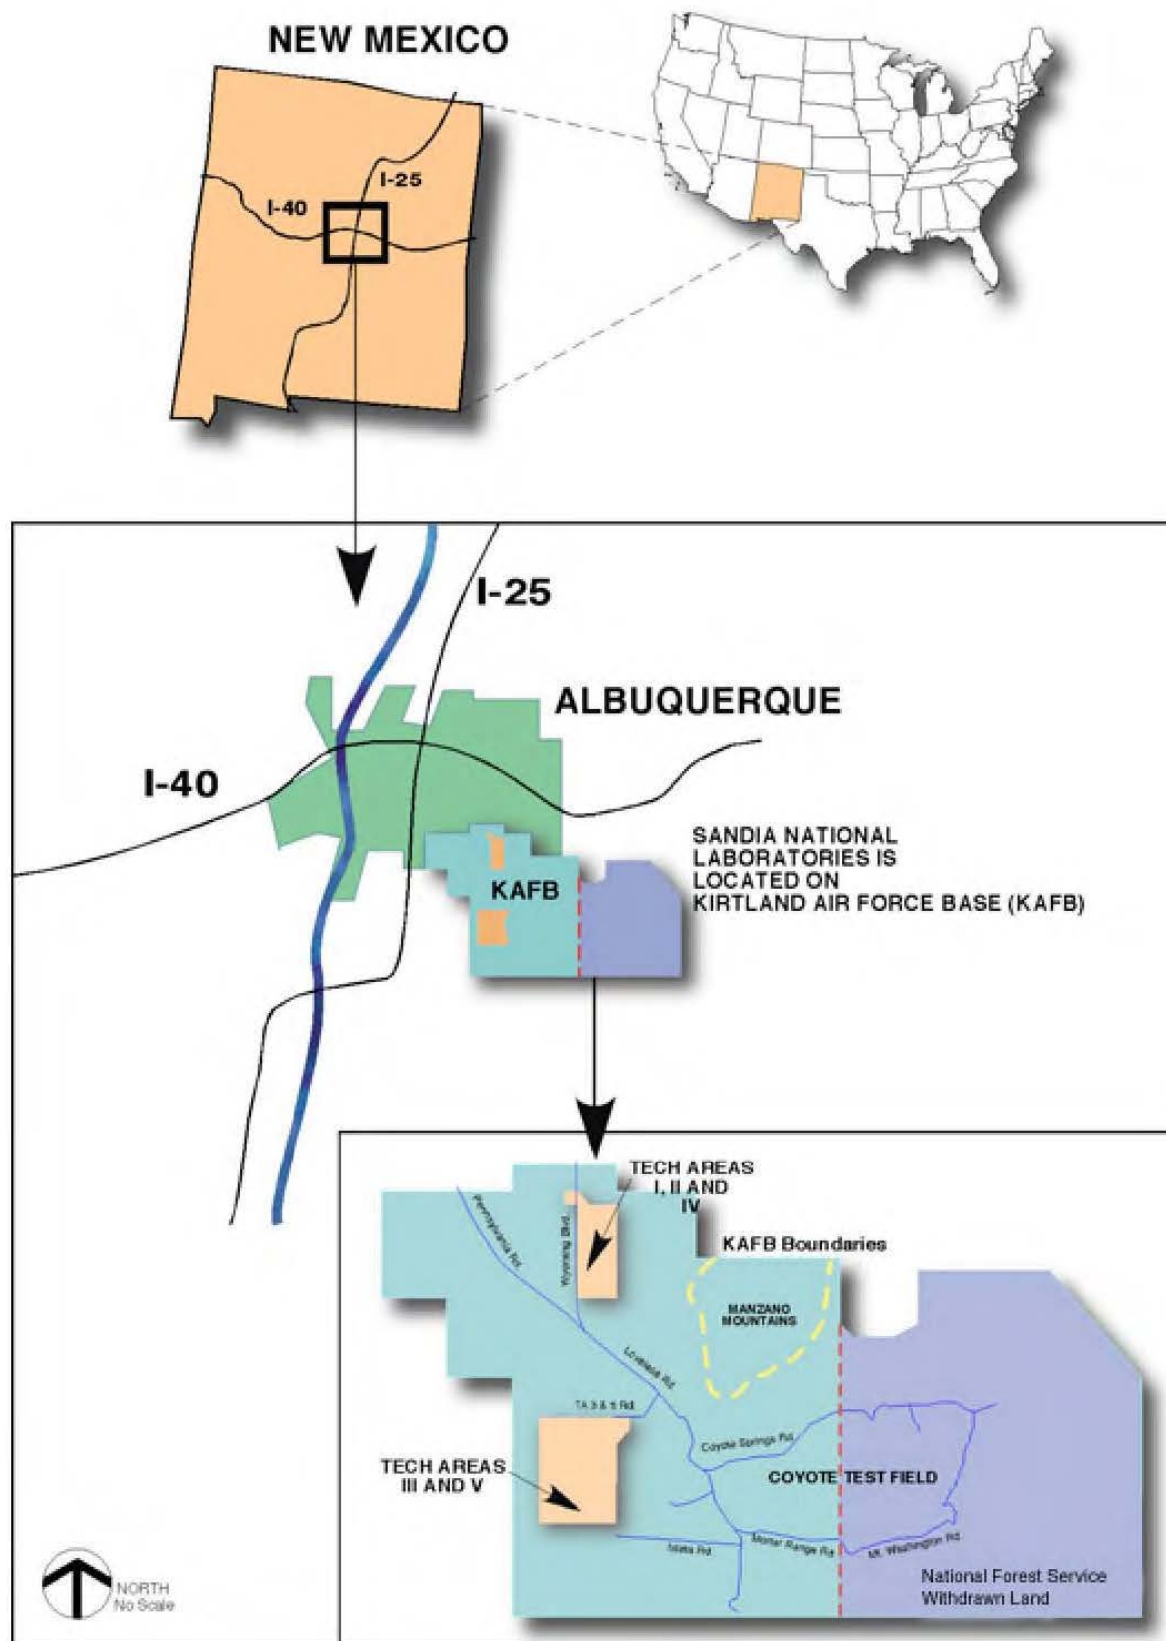 NEW MEXICO
I-25
I-40
I-25
ALBUQUERQUE
I-40
SANDIA NATIONAL
LABORATORIES IS
LOCATED ON
KIRTLAND AIR FORCE BASE (KAFB)
KAFB
TECH AREAS
I, II AND
IV
Pennsylvania Rd.
Wyoming Blvd.
KAFB Boundaries
MANZANO
MOUNTAINS
Lovelace Rd.
TA 3 & 5 Rd.
Coyote Springs Rd.
TECH AREAS
III AND V
COYOTE TEST FIELD
Isleta Rd.
Mortar Range Rd.
Mt. Washington Rd.
National Forest Service
Withdrawn Land
NORTH
No Scale